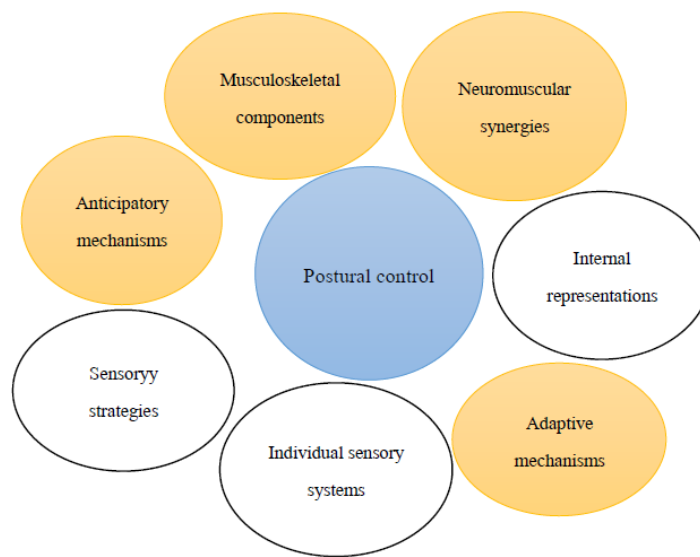 Musculoskeletal
components
Neuromuscular
synergies
Anticipatory
mechanisms
Postural control
Internal
representations
Sensoryy
strategies
Individual sensory
systems
Adaptive
mechanisms